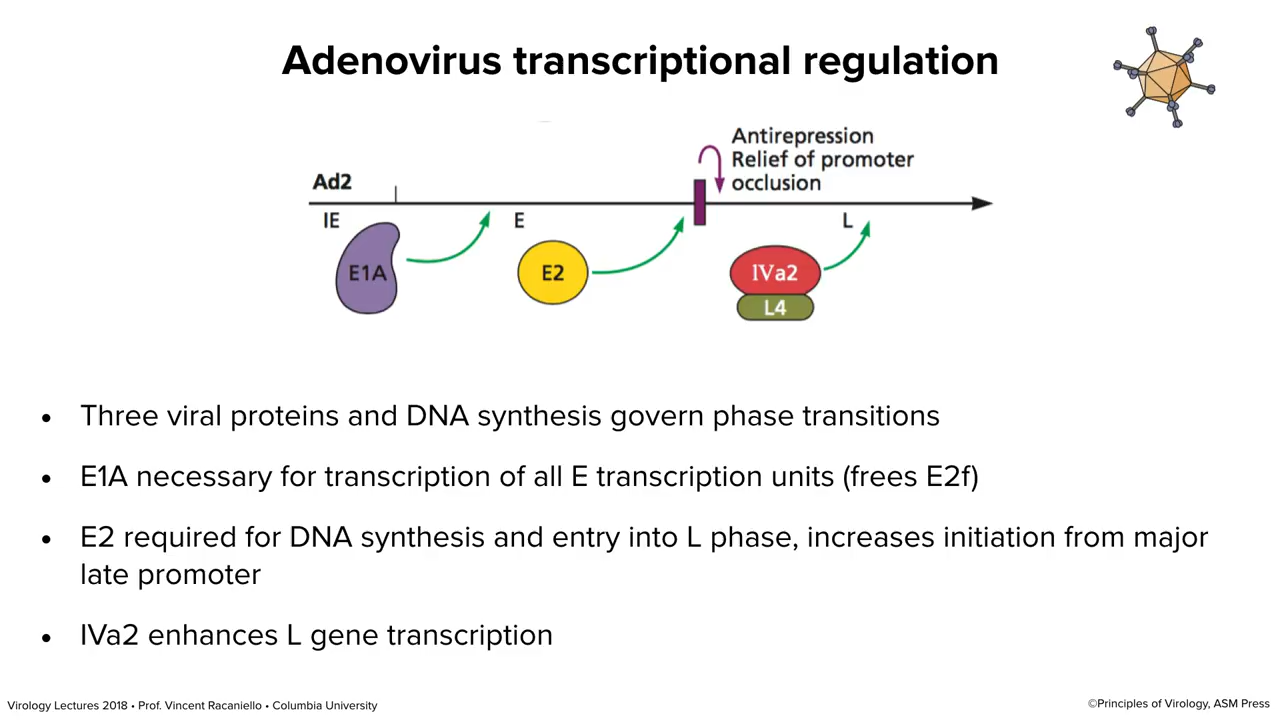 Adenovirus transcriptional regulation
Antirepression
Relief of promoter
occlusion
Ad2
IE
E
L
E1A
E2
IVa2
L4
• Three viral proteins and DNA synthesis govern phase transitions
• E1A necessary for transcription of all E transcription units (frees E2f)
• E2 required for DNA synthesis and entry into L phase, increases initiation from major
late promoter
• IVa2 enhances L gene transcription
Virology Lectures 2018 • Prof. Vincent Racaniello • Columbia University
©Principles of Virology, ASM Press